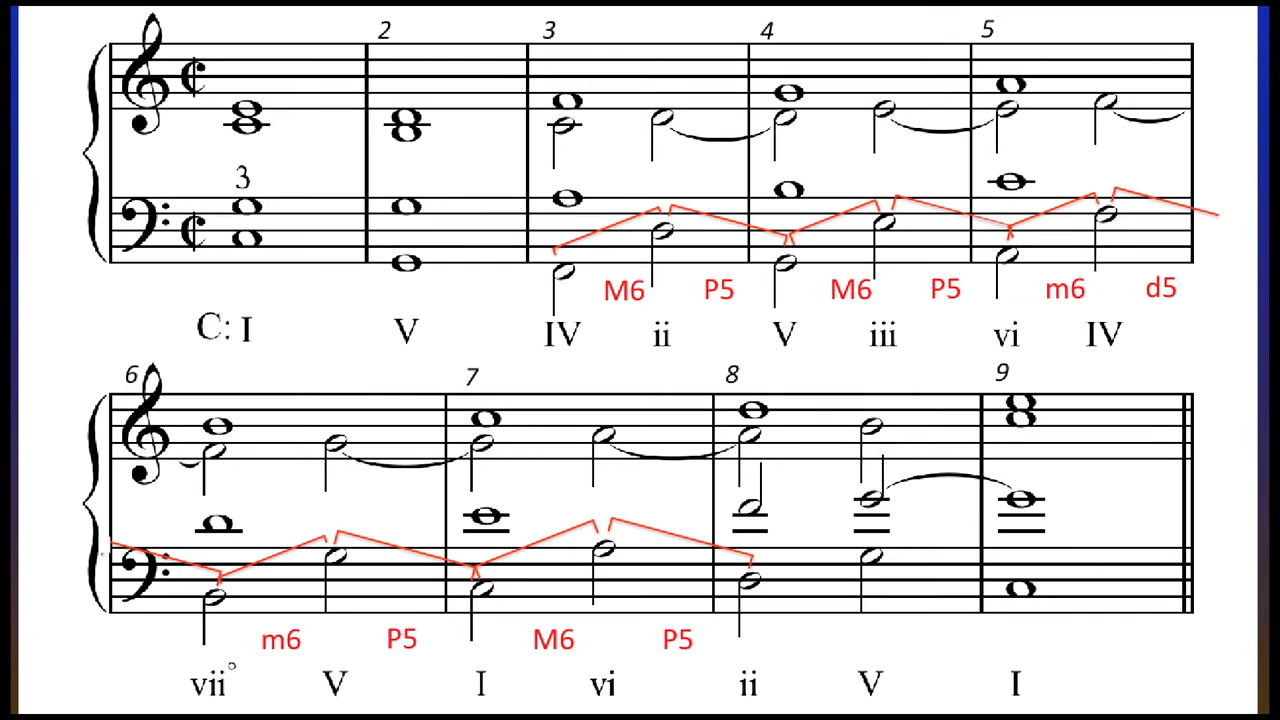 2 3 4 5
3
M6 P5 M6 P5 m6 d5
C: I V IV ii V iii vi IV
6 7 8 9
m6 P5 M6 P5
vii° V I vi ii V I